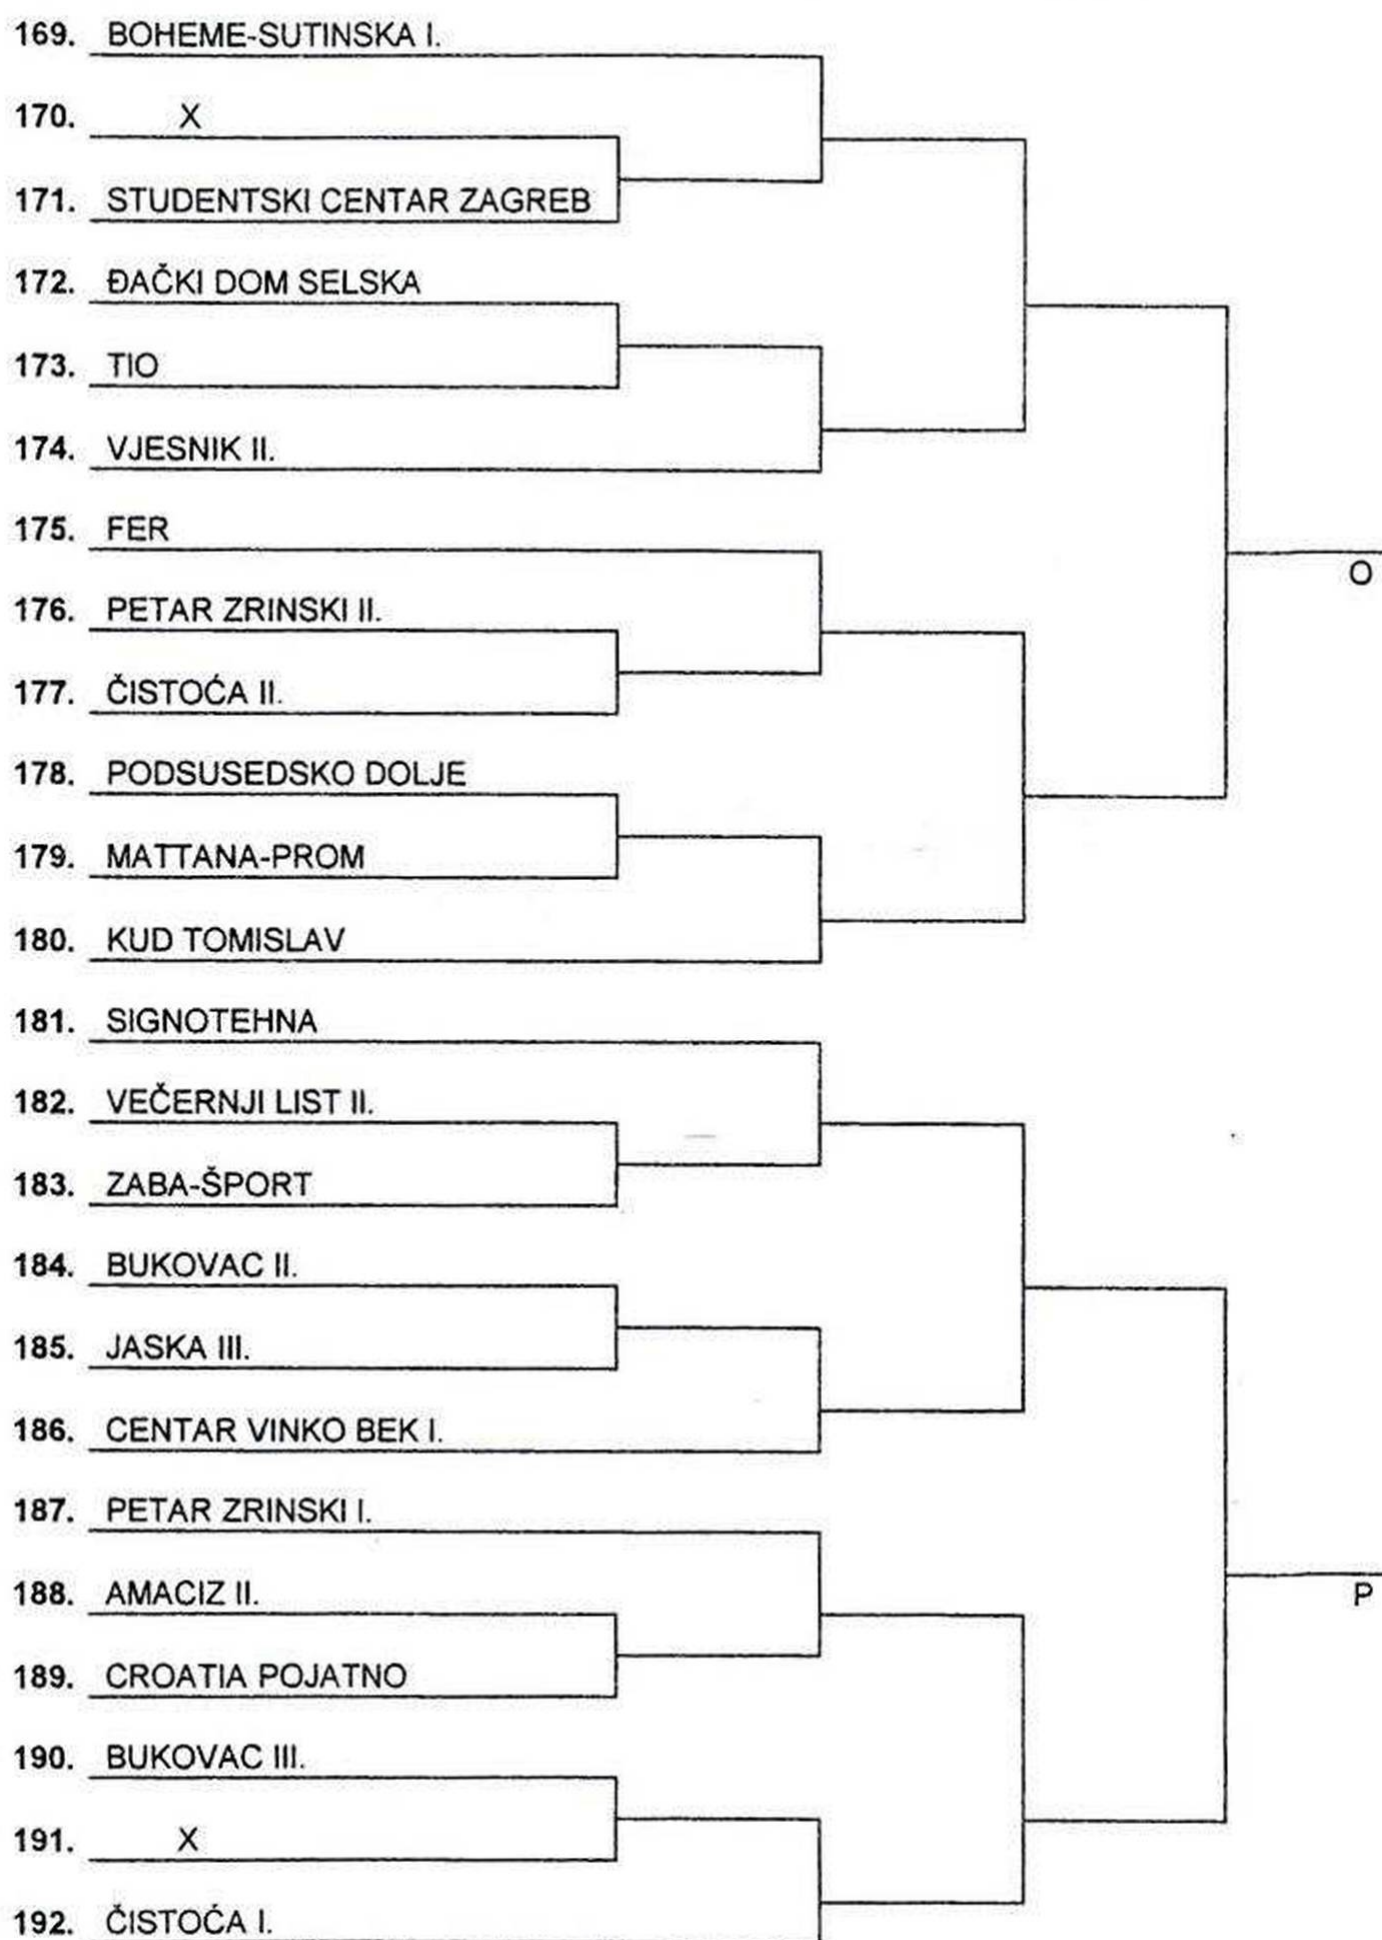 169. BOHEME-SUTINSKA I.
170. X
171. STUDENTSKI CENTAR ZAGREB
172. ĐAČKI DOM SELSKA
173. TIO
174. VJESNIK II.
175. FER
O
176. PETAR ZRINSKI II.
177. ČISTOĆA II.
178. PODSUSEDSKO DOLJE
179. MATTANA-PROM
180. KUD TOMISLAV
181. SIGNOTEHNA
182. VEČERNJI LIST II.
183. ZABA-ŠPORT
184. BUKOVAC II.
185. JASKA III.
186. CENTAR VINKO BEK I.
187. PETAR ZRINSKI I.
188. AMACIZ II.
P
189. CROATIA POJATNO
190. BUKOVAC III.
191. X
192. ČISTOĆA I.